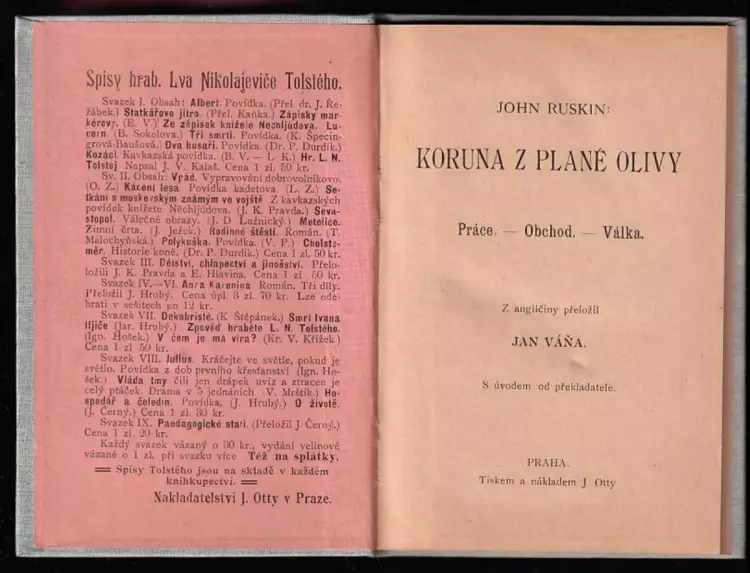 Spisy hrab. Lva Nikolajeviče Tolstého.
Svazek I. Obsah: Albert. Povídka. (Přel dr. J. Ře-
žábek.) Statkářovo jitro. (Přel. Kaňka.) Zápisky mar-
kérovy. (E. V.) Ze zápisek knížete Nechljúdova. Lu-
cern. (B. Sokolova.) Tři smrti. Povídka. (K. Špecin-
grová-Baušová.) Dva husaři. Povídka. (Dr. P. Durdík.)
Kozáci. Kavkazská povídka. (B. V. — L. K.) Hr. L. N.
Tolstoj Napsal J. V. Kalaš. Cena 1 zl. 50 kr.
Sv. II. Obsah: Vpád. Vypravování dobrovolníkovo.
(O. Z.) Kácení lesa. Povídka kadetova (L. Z.) Se-
tkání s moskevským známým ve vojště Z kavkazských
povídek knížete Něchljúdova. (J. K. Pravda.) Seva-
stopol. Válečné obrazy. (J. D Lužnický.) Metelice.
Zimní črta. (J. Ježek.) Rodinné štěstí. Román. (T.
Malochyňská.) Polykuška. Povídka. (V. P.) Cholsto-
měr. Historie koně. (Dr. P. Durdík.) Cena 1 zl. 50 kr.
Svazek III. Dětství, chlapectví a jinošství. Přelo-
ložili J. K. Pravda a E. Hlavina. Cena 1 zl. 50 kr.
Svazek IV.—VI. Anna Karenina Román. Tři díly.
Přeložil J. Hrubý. Cena úpl. 3 zl. 70 kr. Lze ode-
bírati v sešitech po 12 kr.
Svazek VII. Dekabristé. (K Štěpánek.) Smrt Ivana
Iljiče (Jar. Hrubý.) Zpověď hraběte L. N. Tolstého.
(Ign. Hošek.) V čem je má víra? (Kr. V. Křížek.)
Cena 1 zl 50 kr.
Svazek VIII. Julius. Kráčejte ve světle, pokud je
světlo. Povídka z dob prvního křesťanství (Ign. Ho-
šek.) Vláda tmy čili jen drápek uvíz a ztracen je
celý ptáček. Drama v 5 jednáních (V. Mrštík.) Ho-
spodář a čeledín. Povídka. (J. Hrubý.) O životě.
(J. Černý.) Cena 1 zl. 30 kr.
Svazek IX. Paedagogické stati. (Přeložil J Černý.)
Cena 1 zl. 20 kr.
Každý svazek vázaný o 30 kr., vydání velínové
vázané o 1 zl. při svazku více Též na splátky.
Spisy Tolstého jsou na skladě v každém
knihkupectví.
Nakladatelství J. Otty v Praze.
JOHN RUSKIN:
KORUNA Z PLANÉ OLIVY
Práce. — Obchod. — Válka.
Z angličiny přeložil
JAN VÁŇA.
S úvodem od překladatele.
PRAHA.
Tiskem a nákladem J. Otty